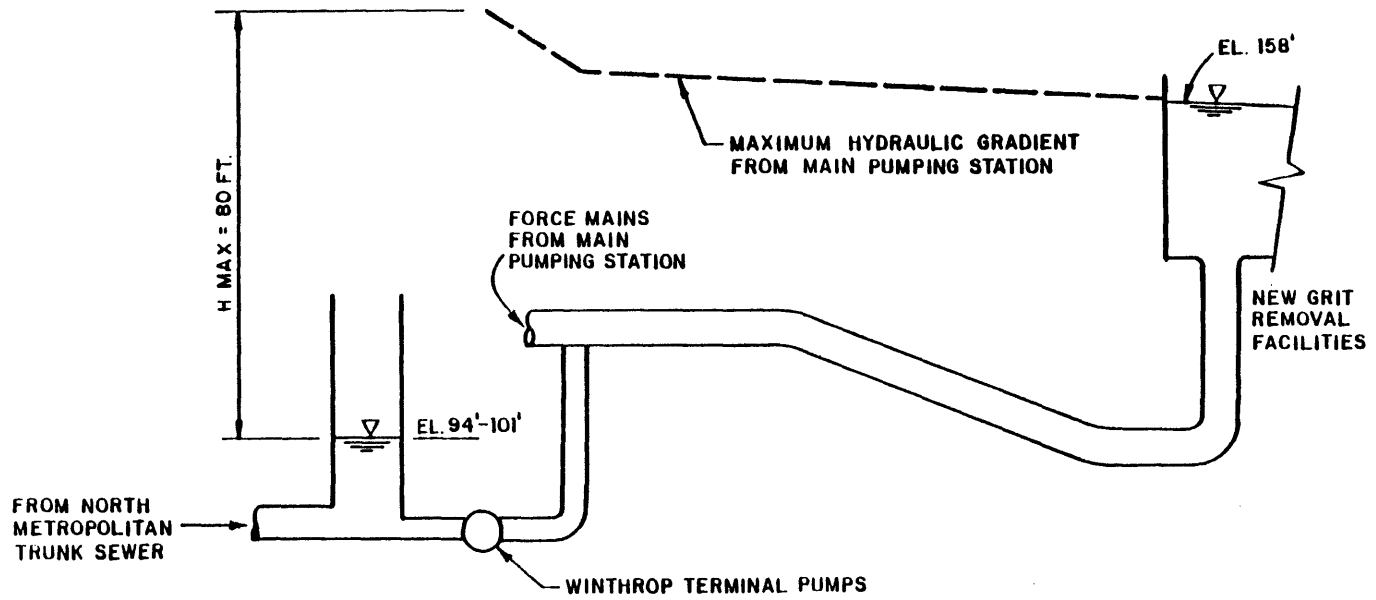 EL. 158'
MAXIMUM HYDRAULIC GRADIENT
FROM MAIN PUMPING STATION
H MAX = 80 FT.
FORCE MAINS
FROM MAIN
PUMPING STATION
NEW GRIT
REMOVAL
FACILITIES
EL. 94'-101'
FROM NORTH
METROPOLITAN
TRUNK SEWER
WINTHROP TERMINAL PUMPS